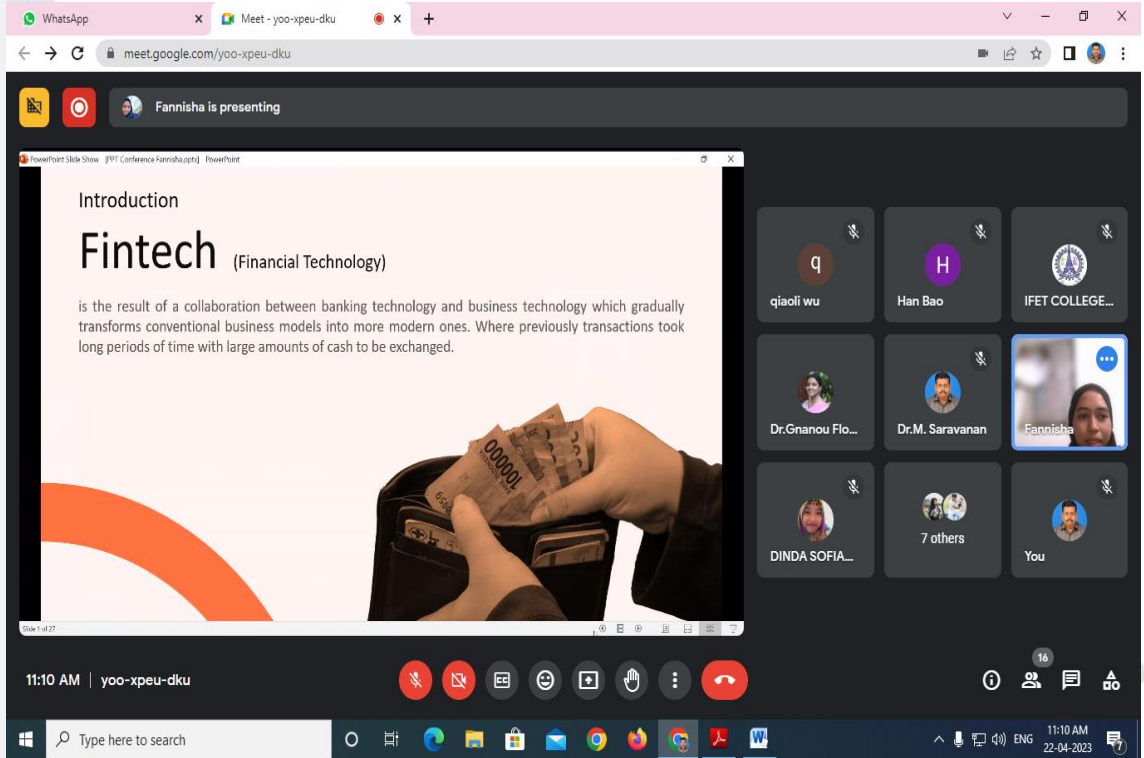 WhatsApp
Meet - yoo-xpeu-dku
meet.google.com/yoo-xpeu-dku
Fannisha is presenting
PowerPoint Slide Show - [PPT Conference Fannisha.pptx] - PowerPoint
Introduction
Fintech (Financial Technology)
is the result of a collaboration between banking technology and business technology which gradually
transforms conventional business models into more modern ones. Where previously transactions took
long periods of time with large amounts of cash to be exchanged.
100000
Slide 1 of 27
q
qiaoli wu
H
Han Bao
IFET COLLEGE...
Dr.Gnanou Flo...
Dr.M. Saravanan
Fannisha
DINDA SOFIA...
7 others
You
11:10 AM | yoo-xpeu-dku
CC
16
Type here to search
ENG
11:10 AM
22-04-2023
7